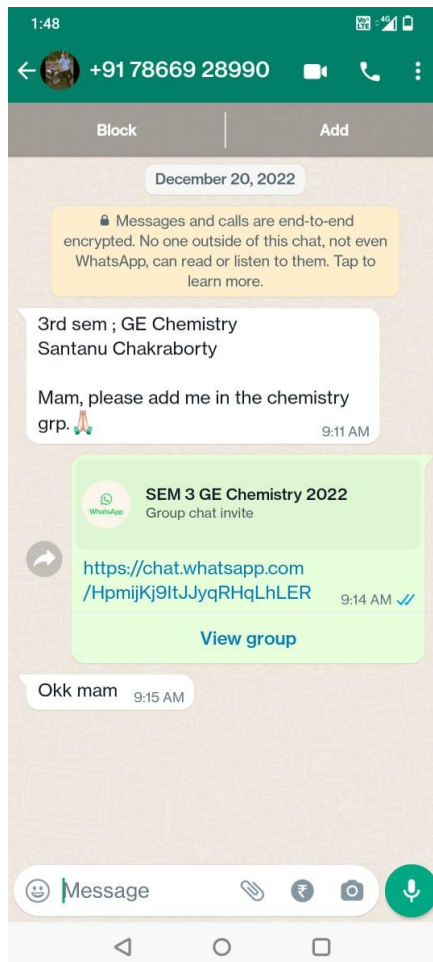 1:48
Vo)) LTE 4G
+91 78669 28990
Block Add
December 20, 2022
Messages and calls are end-to-end
encrypted. No one outside of this chat, not even
WhatsApp, can read or listen to them. Tap to
learn more.
3rd sem ; GE Chemistry
Santanu Chakraborty
Mam, please add me in the chemistry
grp.🙏🏻
9:11 AM
WhatsApp
SEM 3 GE Chemistry 2022
Group chat invite
https://chat.whatsapp.com
/HpmijKj9ItJJyqRHqLhLER 9:14 AM
View group
Okk mam 9:15 AM
Message ₹